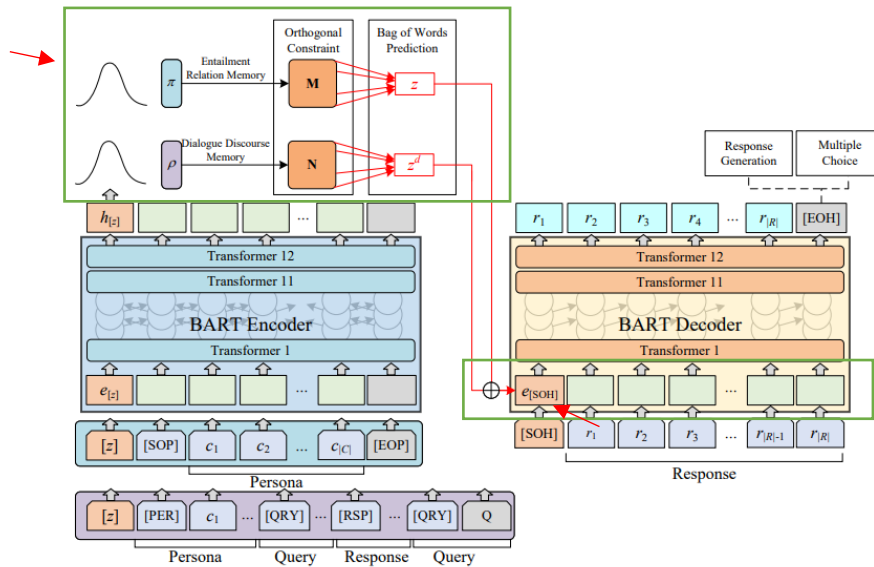 Orthogonal
Constraint
Bag of Words
Prediction
π
Entailment
Relation Memory
M
z
ρ
Dialogue Discourse
Memory
N
z^d
Response
Generation
Multiple
Choice
h[z]
...
r1 r2 r3 r4 ... r|R| [EOH]
Transformer 12
Transformer 11
BART Encoder
Transformer 1
Transformer 12
Transformer 11
BART Decoder
Transformer 1
e[z]
...
e[SOH]
...
[z] [SOP] c1 c2 ... c|C| [EOP]
Persona
[SOH] r1 r2 r3 ... r|R|-1 r|R|
Response
[z] [PER] c1 ... [QRY] ... [RSP] ... [QRY] Q
Persona Query Response Query